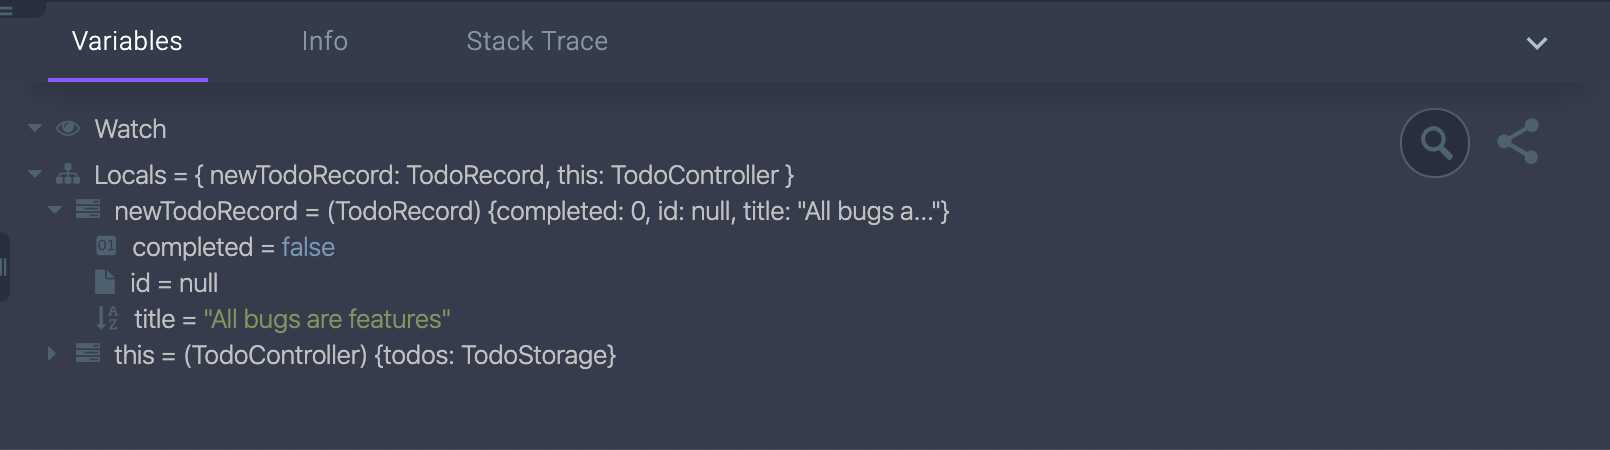 Variables Info Stack Trace
Watch
Locals = { newTodoRecord: TodoRecord, this: TodoController }
newTodoRecord = (TodoRecord) {completed: 0, id: null, title: "All bugs a..."}
01 completed = false
id = null
AZ title = "All bugs are features"
this = (TodoController) {todos: TodoStorage}